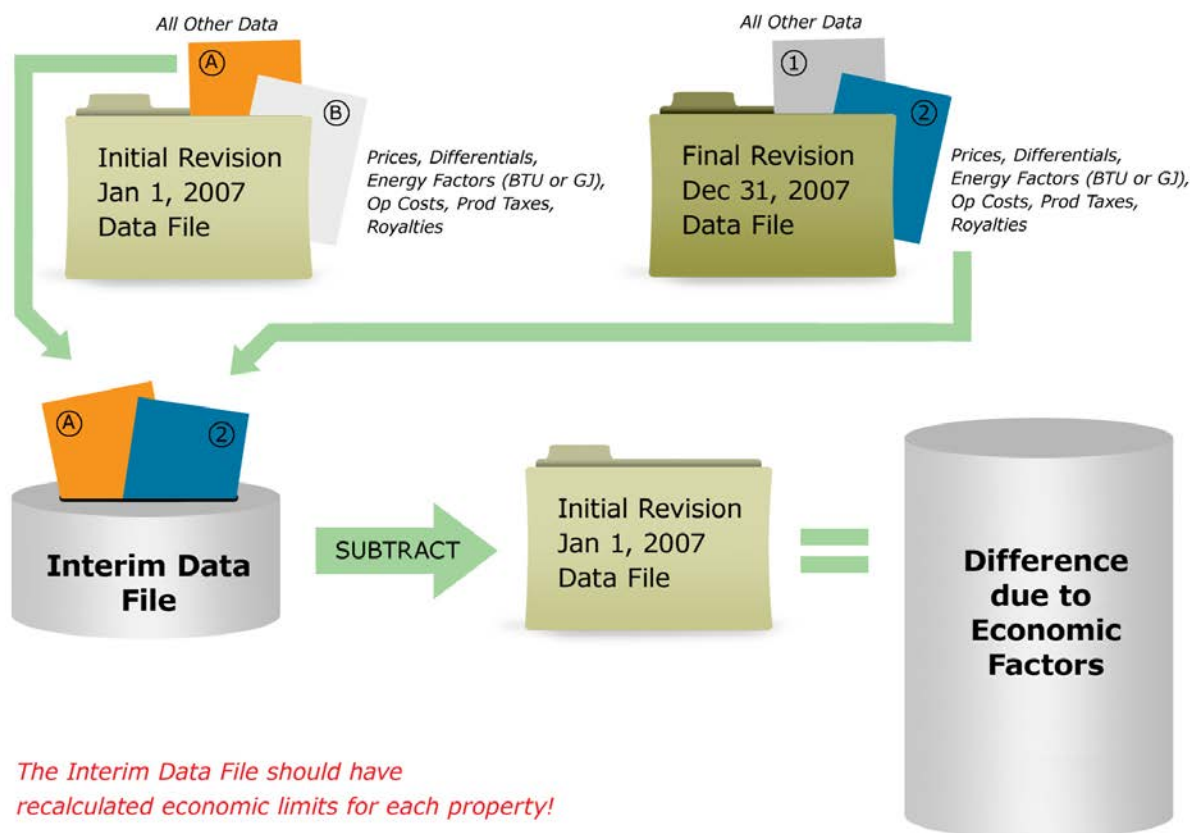 All Other Data
Ⓐ
Ⓑ
Initial Revision
Jan 1, 2007
Data File
Prices, Differentials,
Energy Factors (BTU or GJ),
Op Costs, Prod Taxes,
Royalties
All Other Data
①
②
Final Revision
Dec 31, 2007
Data File
Prices, Differentials,
Energy Factors (BTU or GJ),
Op Costs, Prod Taxes,
Royalties
Ⓐ
②
Interim Data
File
SUBTRACT
Initial Revision
Jan 1, 2007
Data File
Difference
due to
Economic
Factors
The Interim Data File should have
recalculated economic limits for each property!